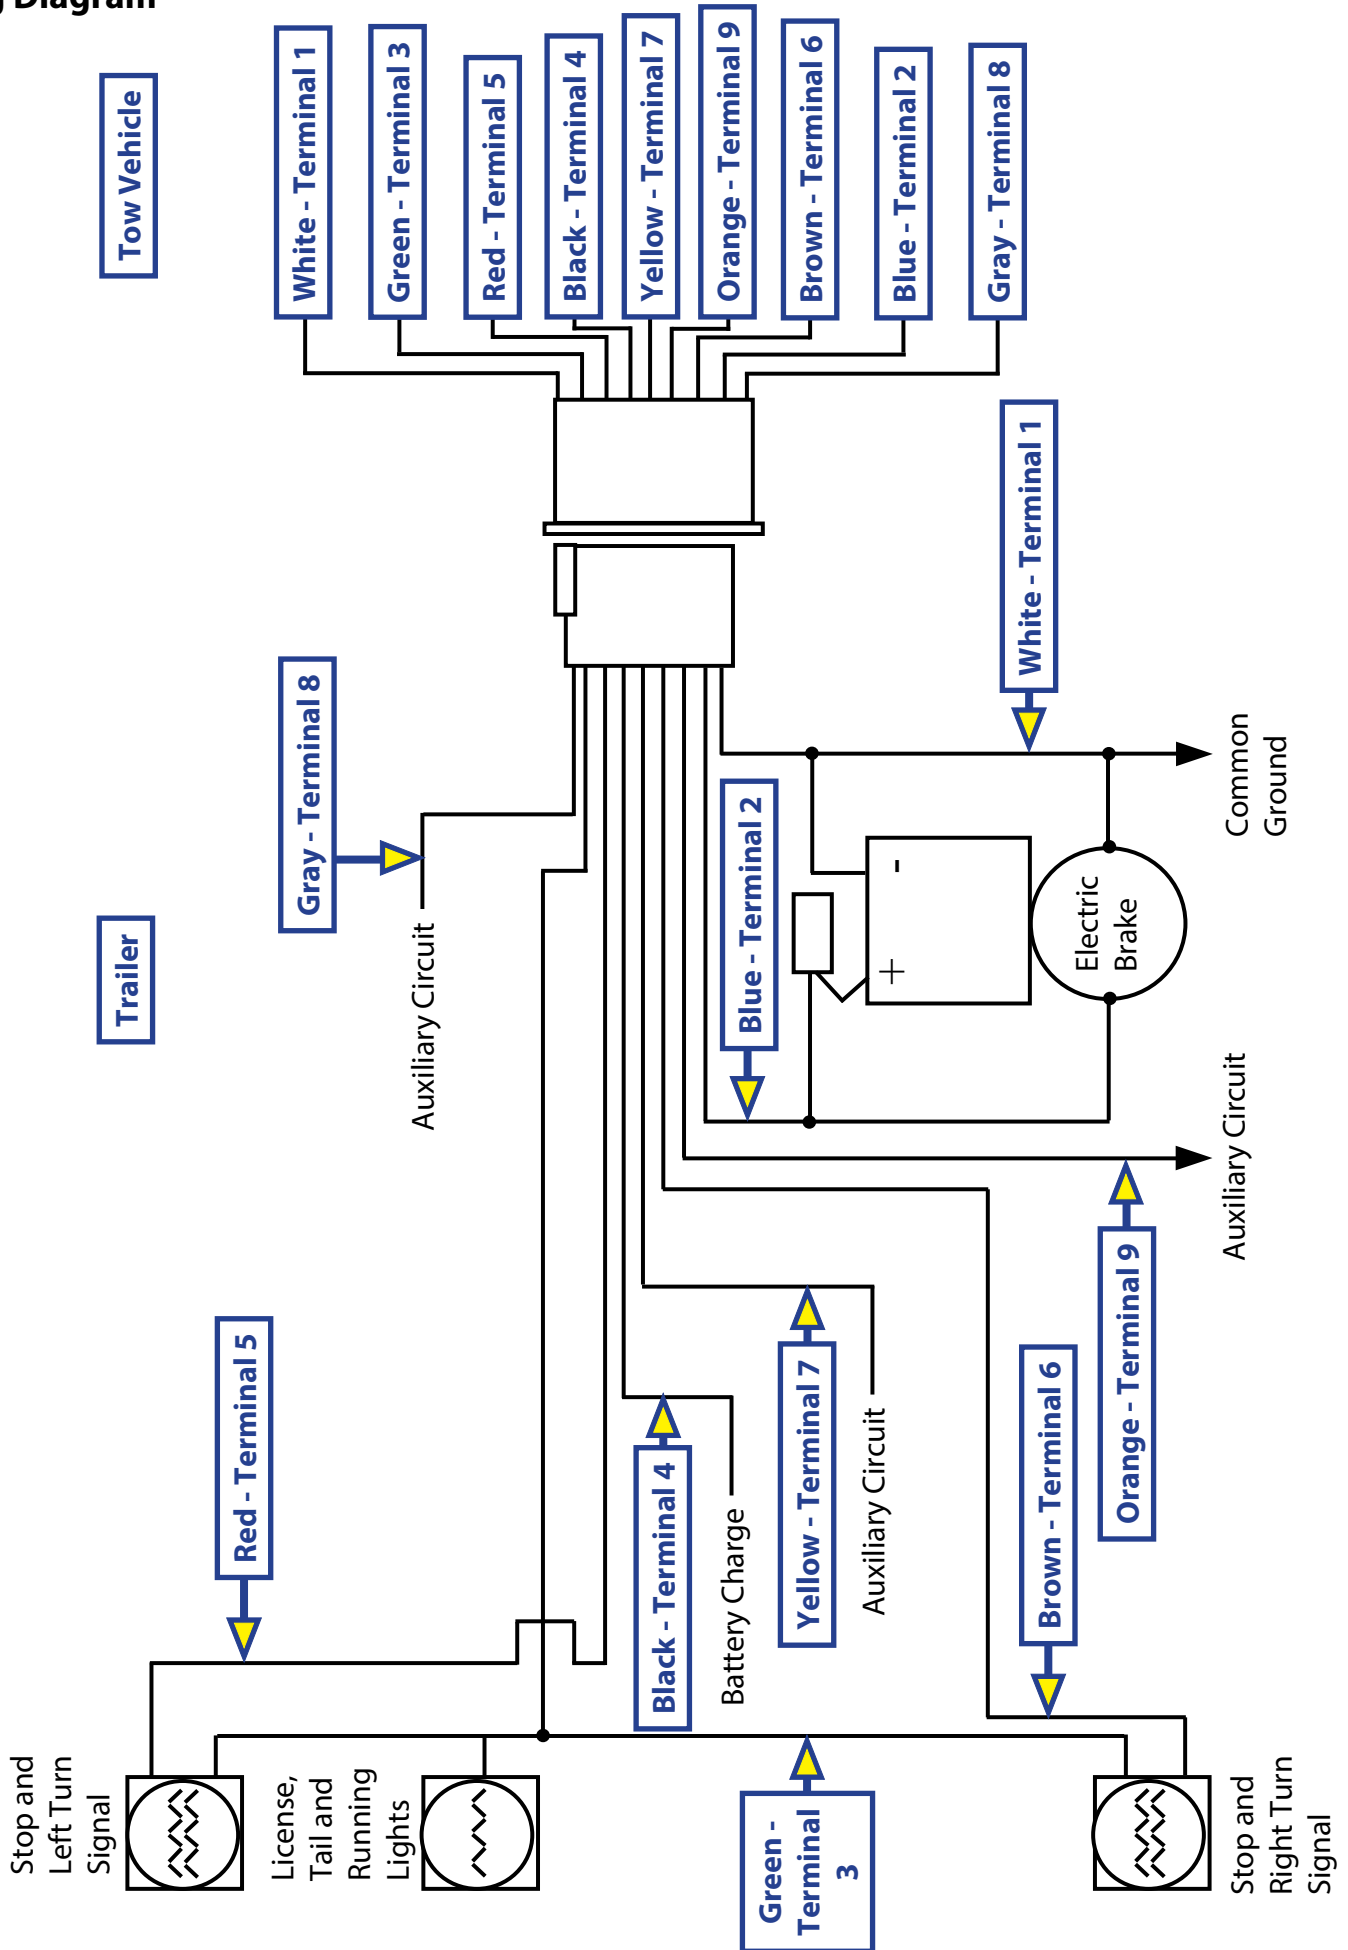 g Diagram
Tow Vehicle
White - Terminal 1
Green - Terminal 3
Red - Terminal 5
Black - Terminal 4
Yellow - Terminal 7
Orange - Terminal 9
Brown - Terminal 6
Blue - Terminal 2
Gray - Terminal 8
Trailer
Gray - Terminal 8
Auxiliary Circuit
White - Terminal 1
Common
Ground
Blue - Terminal 2
+
-
Electric
Brake
Auxiliary Circuit
Orange - Terminal 9
Red - Terminal 5
Black - Terminal 4
Battery Charge
Yellow - Terminal 7
Auxiliary Circuit
Brown - Terminal 6
Stop and
Left Turn
Signal
License,
Tail and
Running
Lights
Green -
Terminal
3
Stop and
Right Turn
Signal